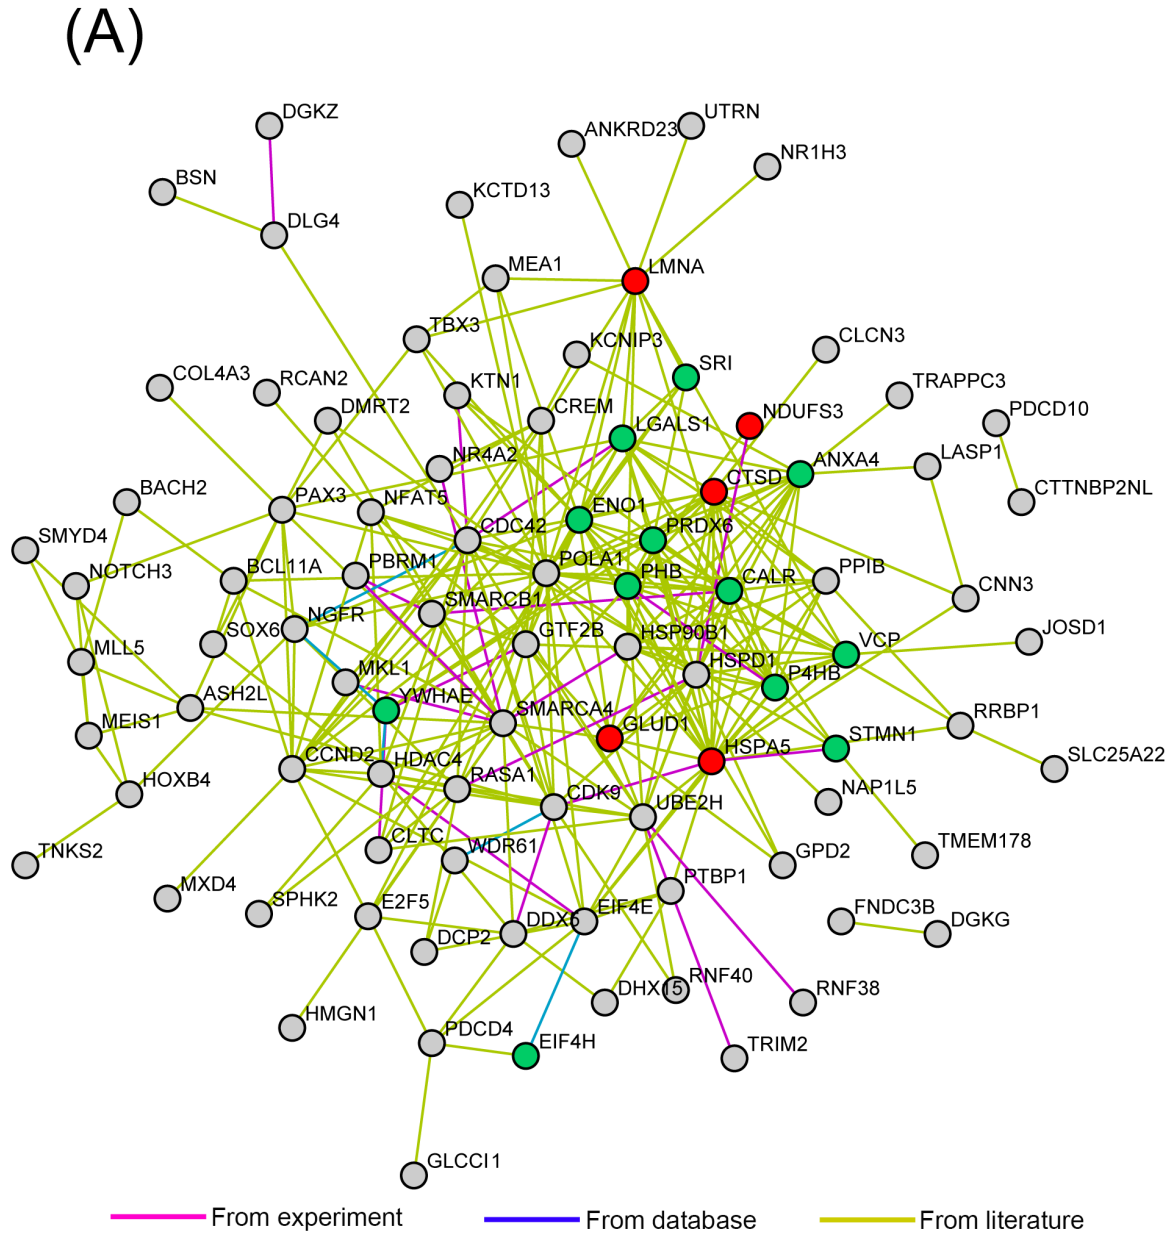 (A)
DGKZ
UTRN
ANKRD23
NR1H3
BSN
KCTD13
DLG4
MEA1
LMNA
TBX3
KCNIP3
CLCN3
SRI
COL4A3
RCAN2
KTN1
TRAPPC3
DMRT2
CREM
LGALS1
NDUFS3
PDCD10
NR4A2
ANXA4
LASP1
CTSD
BACH2
PAX3
NFAT5
ENO1
CTTNBP2NL
CDC42
PRDX6
SMYD4
NOTCH3
BCL11A
PBRM1
POLA1
PHB
CALR
PPIB
CNN3
SMARCB1
NGFR
SOX6
GTF2B
HSP90B1
VCP
JOSD1
MLL5
MKL1
HSPD1
P4HB
ASH2L
YWHAE
SMARCA4
GLUD1
RRBP1
MEIS1
STMN1
CCND2
HDAC4
HSPA5
SLC25A22
HOXB4
RASA1
CDK9
UBE2H
NAP1L5
CLTC
WDR61
TNKS2
GPD2
TMEM178
MXD4
SPHK2
E2F5
PTBP1
EIF4E
DDX5
FNDC3B
DGKG
DCP2
RNF40
DHX15
RNF38
HMGN1
PDCD4
EIF4H
TRIM2
GLCCI1
From experiment
From database
From literature